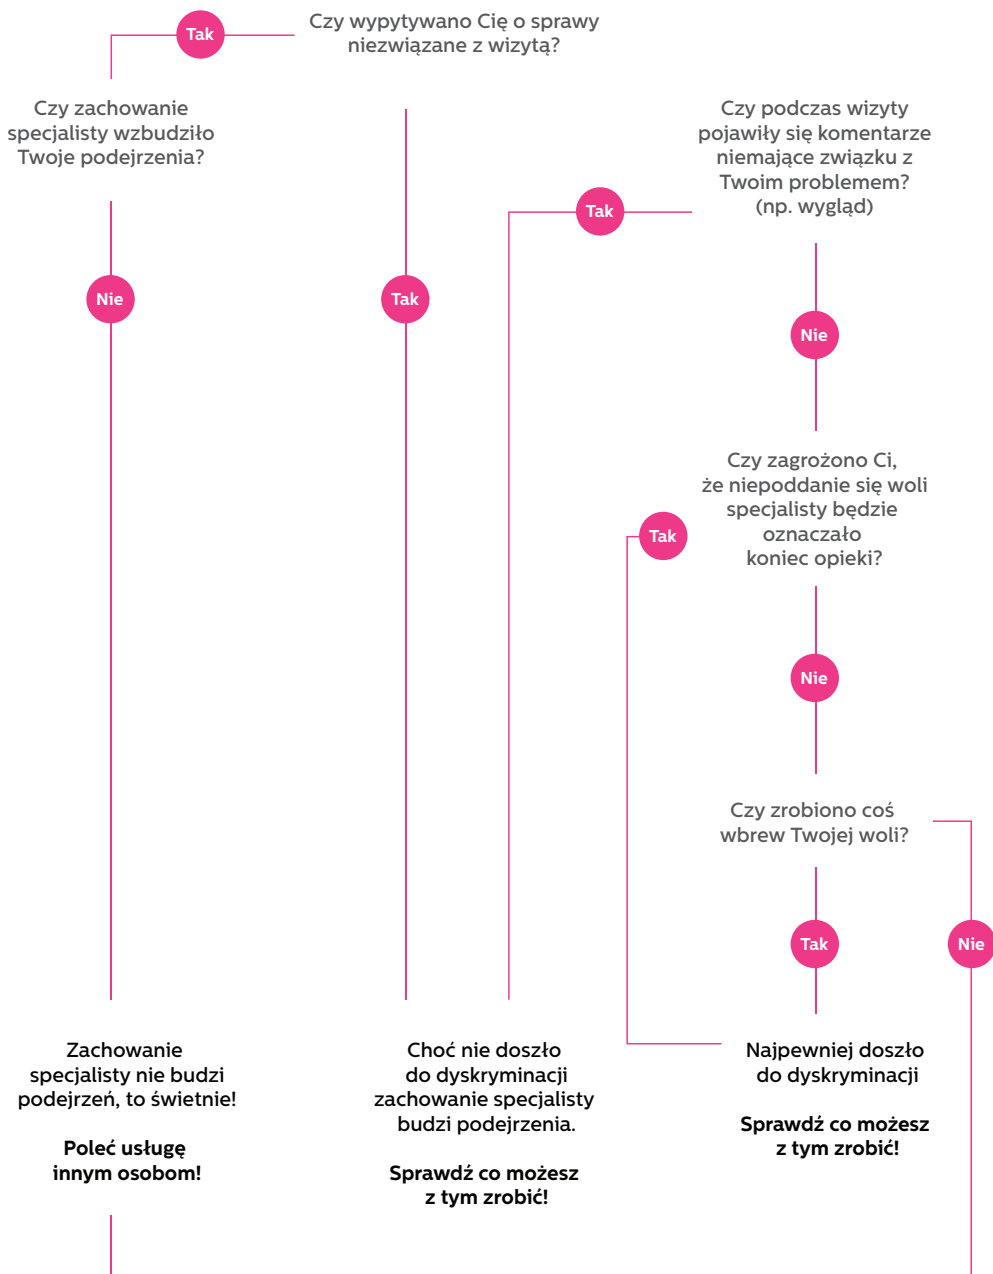 Tak
Czy wypytywano Cię o sprawy
niezwiązane z wizytą?
Czy zachowanie
specjalisty wzbudziło
Twoje podejrzenia?
Czy podczas wizyty
pojawiły się komentarze
niemające związku z
Twoim problemem?
(np. wygląd)
Tak
Nie
Tak
Nie
Czy zagrożono Ci,
że niepoddanie się woli
specjalisty będzie
oznaczało
koniec opieki?
Tak
Nie
Czy zrobiono coś
wbrew Twojej woli?
Tak
Nie
Zachowanie
specjalisty nie budzi
podejrzeń, to świetnie!
Poleć usługę
innym osobom!
Choć nie doszło
do dyskryminacji
zachowanie specjalisty
budzi podejrzenia.
Sprawdź co możesz
z tym zrobić!
Najpewniej doszło
do dyskryminacji
Sprawdź co możesz
z tym zrobić!